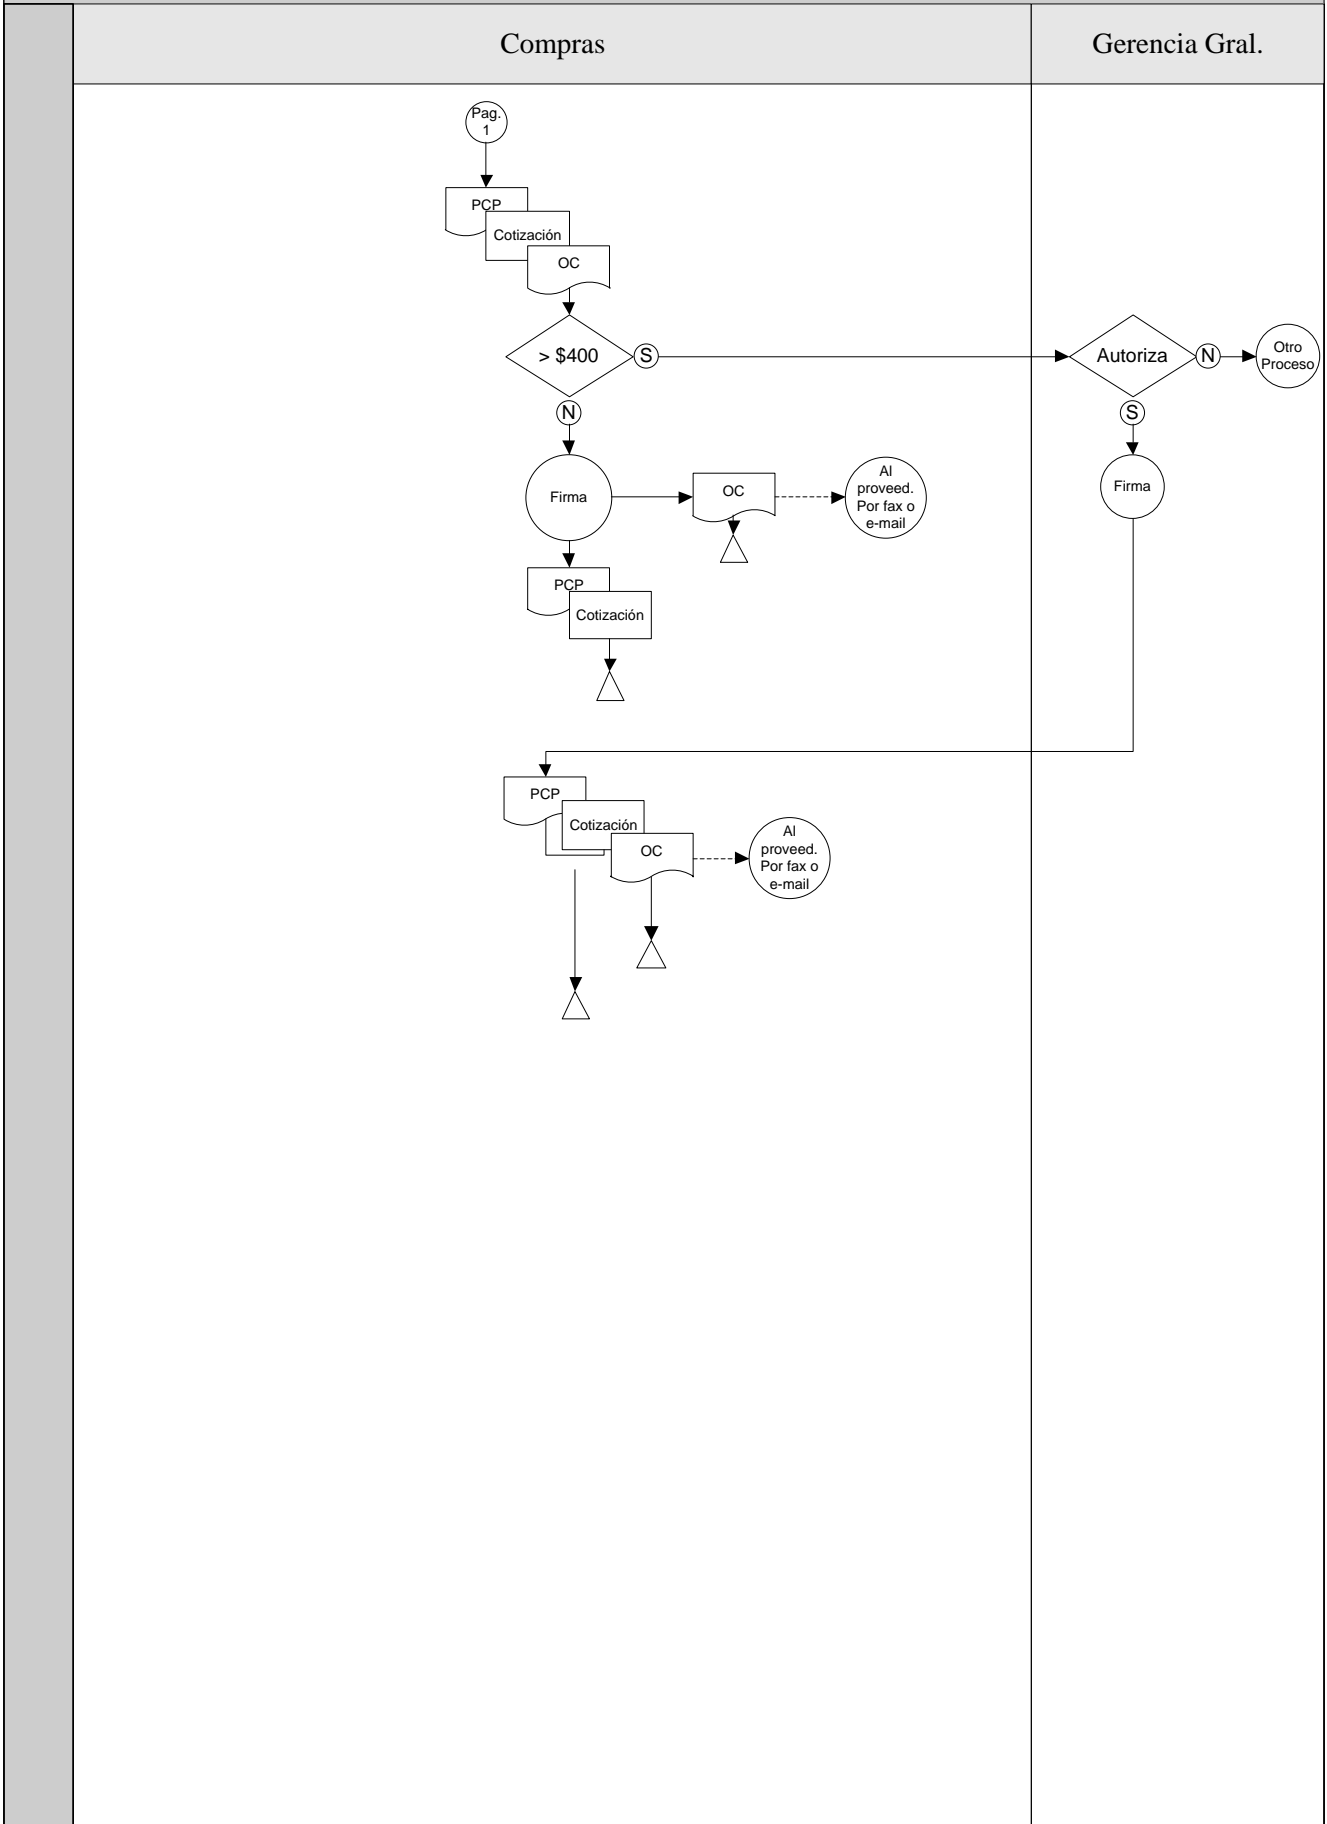 Compras
Gerencia Gral.
Pag.
1
PCP
Cotización
OC
> $400
S
Autoriza
N
Otro
Proceso
N
S
Firma
OC
Al
proveed.
Por fax o
e-mail
Firma
PCP
Cotización
PCP
Cotización
OC
Al
proveed.
Por fax o
e-mail